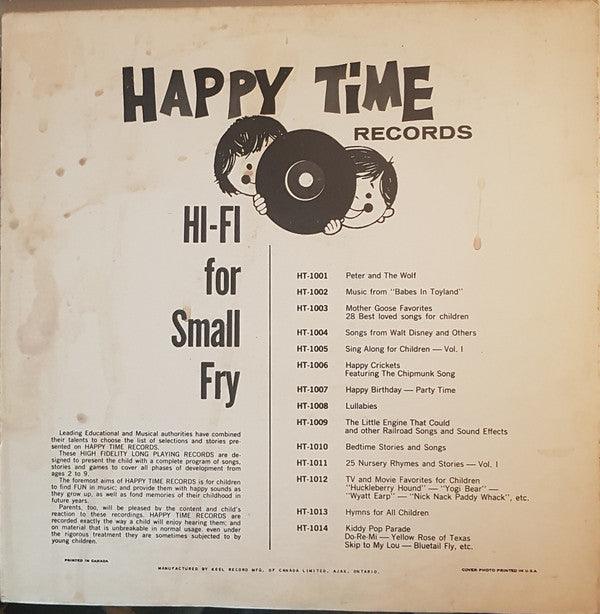 HAPPY TiME
RECORDS
HI-FI
for
Small
Fry
Leading Educational and Musical authorities have combined
their talents to choose the list of selections and stories pre-
sented on HAPPY TIME RECORDS.
These HIGH FIDELITY LONG PLAYING RECORDS are de-
signed to present the child with a complete program of songs,
stories and games to cover all phases of development from
ages 2 to 9.
The foremost aims of HAPPY TIME RECORDS is for children
to find FUN in music; and provide them with happy sounds as
they grow up, as well as fond memories of their childhood in
future years.
Parents, too, will be pleased by the content and child's
reaction to these recordings. HAPPY TIME RECORDS are
recorded exactly the way a child will enjoy hearing them; and
on material that is unbreakable in normal usage, even under
the rigorous treatment they are sometimes subjected to by
young children.
HT-1001 Peter and The Wolf
HT-1002 Music from "Babes In Toyland"
HT-1003 Mother Goose Favorites
28 Best loved songs for children
HT-1004 Songs from Walt Disney and Others
HT-1005 Sing Along for Children — Vol. I
HT-1006 Happy Crickets
Featuring The Chipmunk Song
HT-1007 Happy Birthday — Party Time
HT-1008 Lullabies
HT-1009 The Little Engine That Could
and other Railroad Songs and Sound Effects
HT-1010 Bedtime Stories and Songs
HT-1011 25 Nursery Rhymes and Stories — Vol. I
HT-1012 TV and Movie Favorites for Children
"Huckleberry Hound" — "Yogi Bear" —
"Wyatt Earp" — "Nick Nack Paddy Whack", etc.
HT-1013 Hymns for All Children
HT-1014 Kiddy Pop Parade
Do-Re-Mi — Yellow Rose of Texas
Skip to My Lou — Bluetail Fly, etc.
PRINTED IN CANADA
MANUFACTURED BY KEEL RECORD MFG. OF CANADA LIMITED, AJAX, ONTARIO.
COVER PHOTO PRINTED IN U.S.A